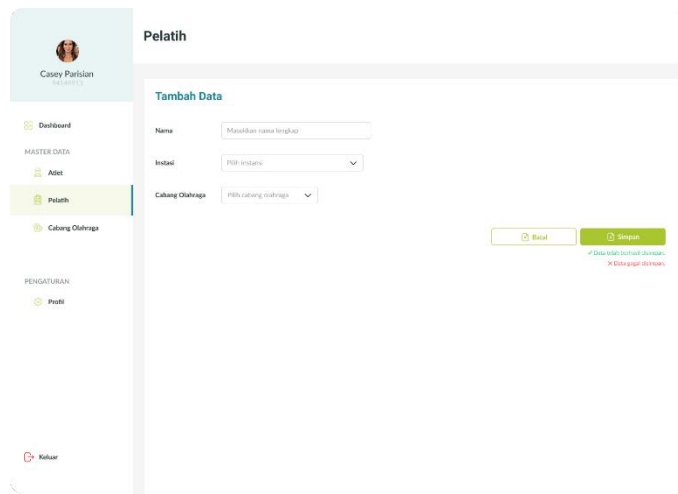 Pelatih
Casey Parisian
Tambah Data
Dashboard
Nama
Masukkan nama lengkap
MASTER DATA
Atlet
Instasi
Pilih instansi
Pelatih
Cabang Olahraga
Pilih cabang olahraga
Cabang Olahraga
Batal
Simpan
Data telah berhasil disimpan.
Data gagal disimpan.
PENGATURAN
Profil
Keluar